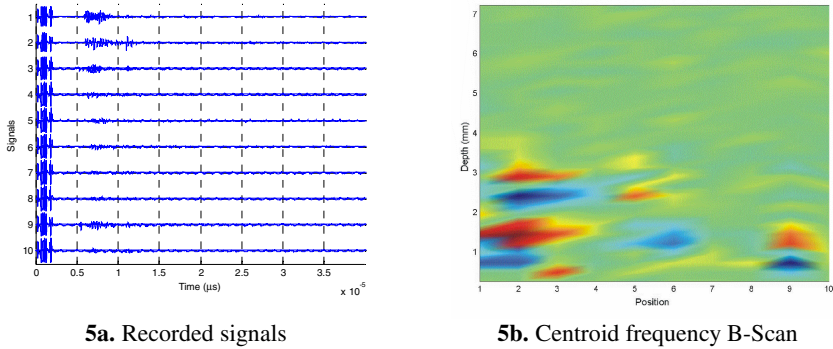 1
2
3
4
5
6
7
8
9
10
Signals
0 0.5 1 1.5 2 2.5 3 3.5
Time (µs)
x 10⁻⁵
5a. Recorded signals
7
6
5
4
3
2
1
Depth (mm)
1 2 3 4 5 6 7 8 9 10
Position
5b. Centroid frequency B-Scan